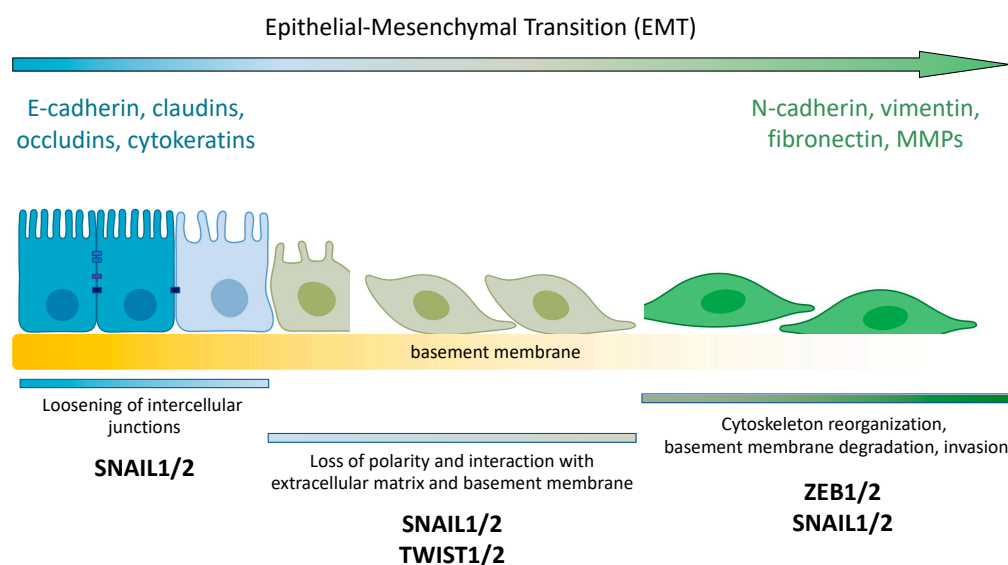 Epithelial-Mesenchymal Transition (EMT)
E-cadherin, claudins,
occludins, cytokeratins
N-cadherin, vimentin,
fibronectin, MMPs
basement membrane
Loosening of intercellular
junctions
SNAIL1/2
Loss of polarity and interaction with
extracellular matrix and basement membrane
SNAIL1/2
TWIST1/2
Cytoskeleton reorganization,
basement membrane degradation, invasion
ZEB1/2
SNAIL1/2